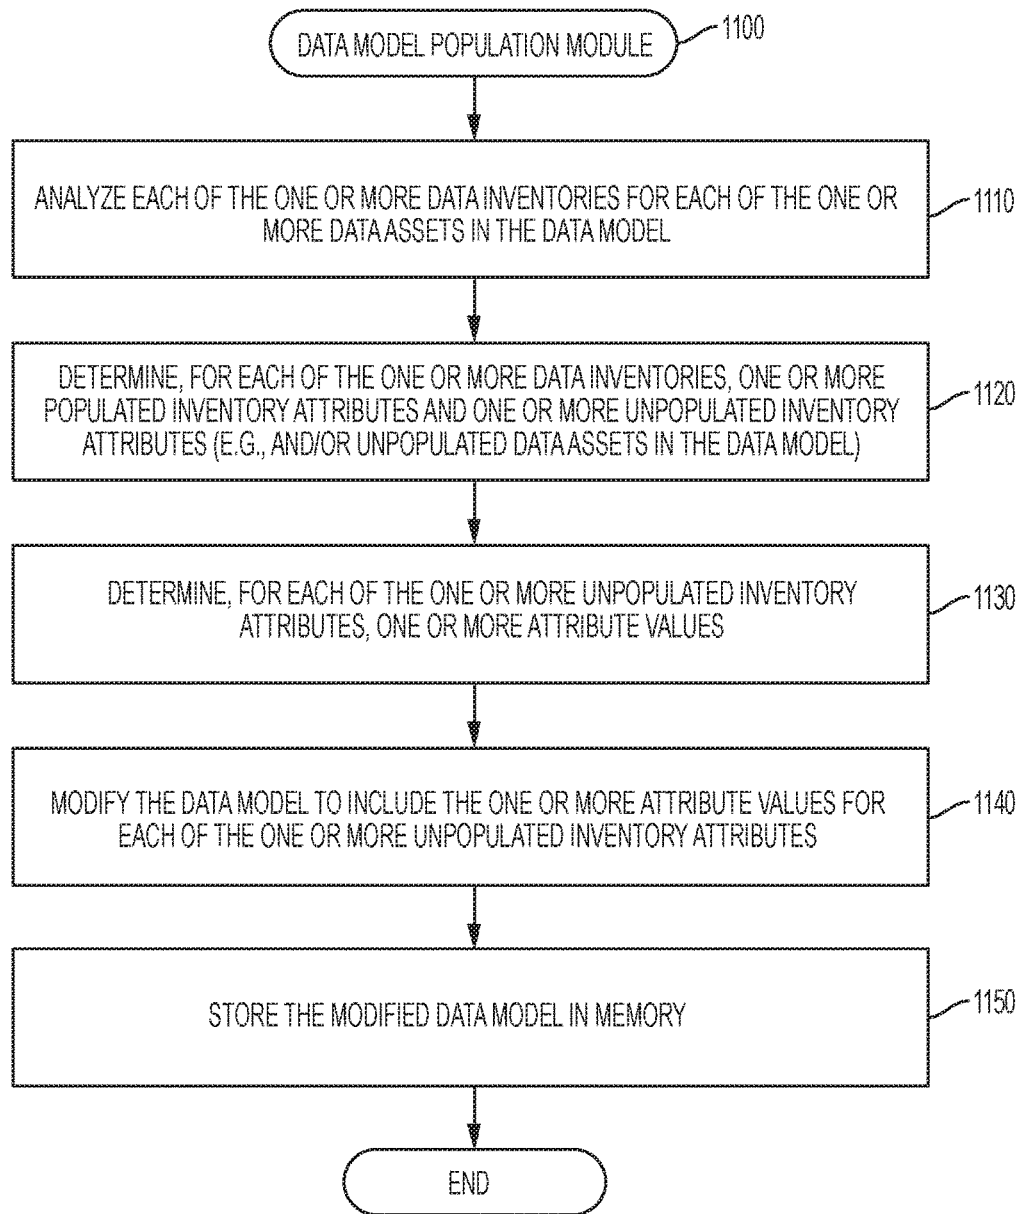 DATA MODEL POPULATION MODULE
1100
ANALYZE EACH OF THE ONE OR MORE DATA INVENTORIES FOR EACH OF THE ONE OR
MORE DATA ASSETS IN THE DATA MODEL
1110
DETERMINE, FOR EACH OF THE ONE OR MORE DATA INVENTORIES, ONE OR MORE
POPULATED INVENTORY ATTRIBUTES AND ONE OR MORE UNPOPULATED INVENTORY
ATTRIBUTES (E.G., AND/OR UNPOPULATED DATA ASSETS IN THE DATA MODEL)
1120
DETERMINE, FOR EACH OF THE ONE OR MORE UNPOPULATED INVENTORY
ATTRIBUTES, ONE OR MORE ATTRIBUTE VALUES
1130
MODIFY THE DATA MODEL TO INCLUDE THE ONE OR MORE ATTRIBUTE VALUES FOR
EACH OF THE ONE OR MORE UNPOPULATED INVENTORY ATTRIBUTES
1140
STORE THE MODIFIED DATA MODEL IN MEMORY
1150
END